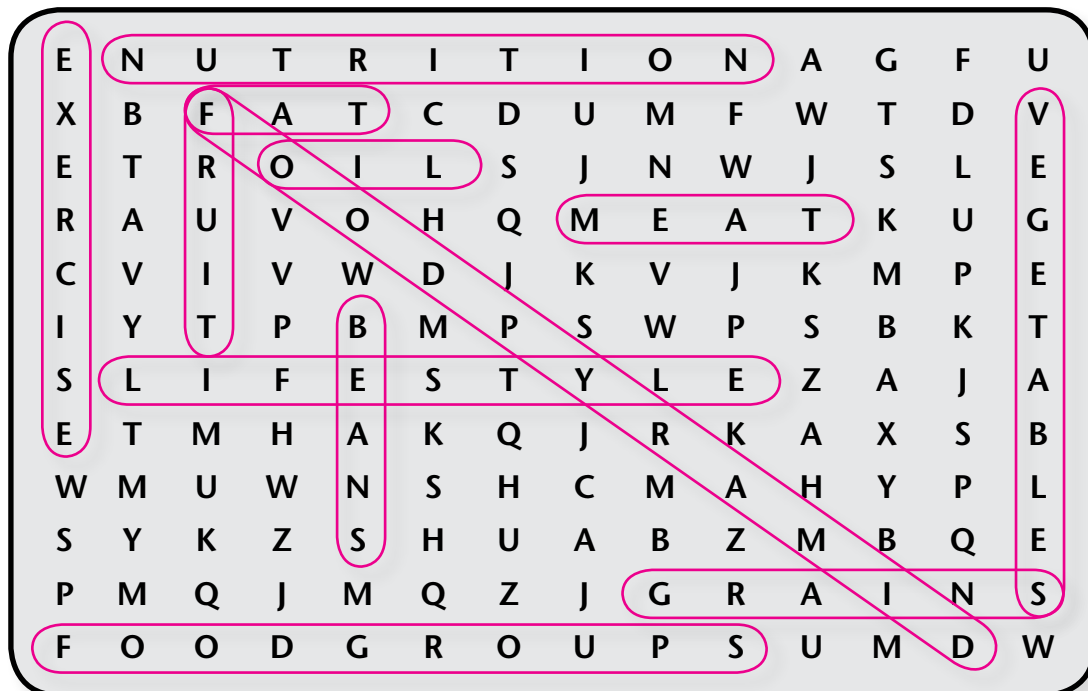 E N U T R I T I O N A G F U
X B F A T C D U M F W T D V
E T R O I L S J N W J S L E
R A U V O H Q M E A T K U G
C V I V W D J K V J K M P E
I Y T P B M P S W P S B K T
S L I F E S T Y L E Z A J A
E T M H A K Q J R K A X S B
W M U W N S H C M A H Y P L
S Y K Z S H U A B Z M B Q E
P M Q J M Q Z J G R A I N S
F O O D G R O U P S U M D W